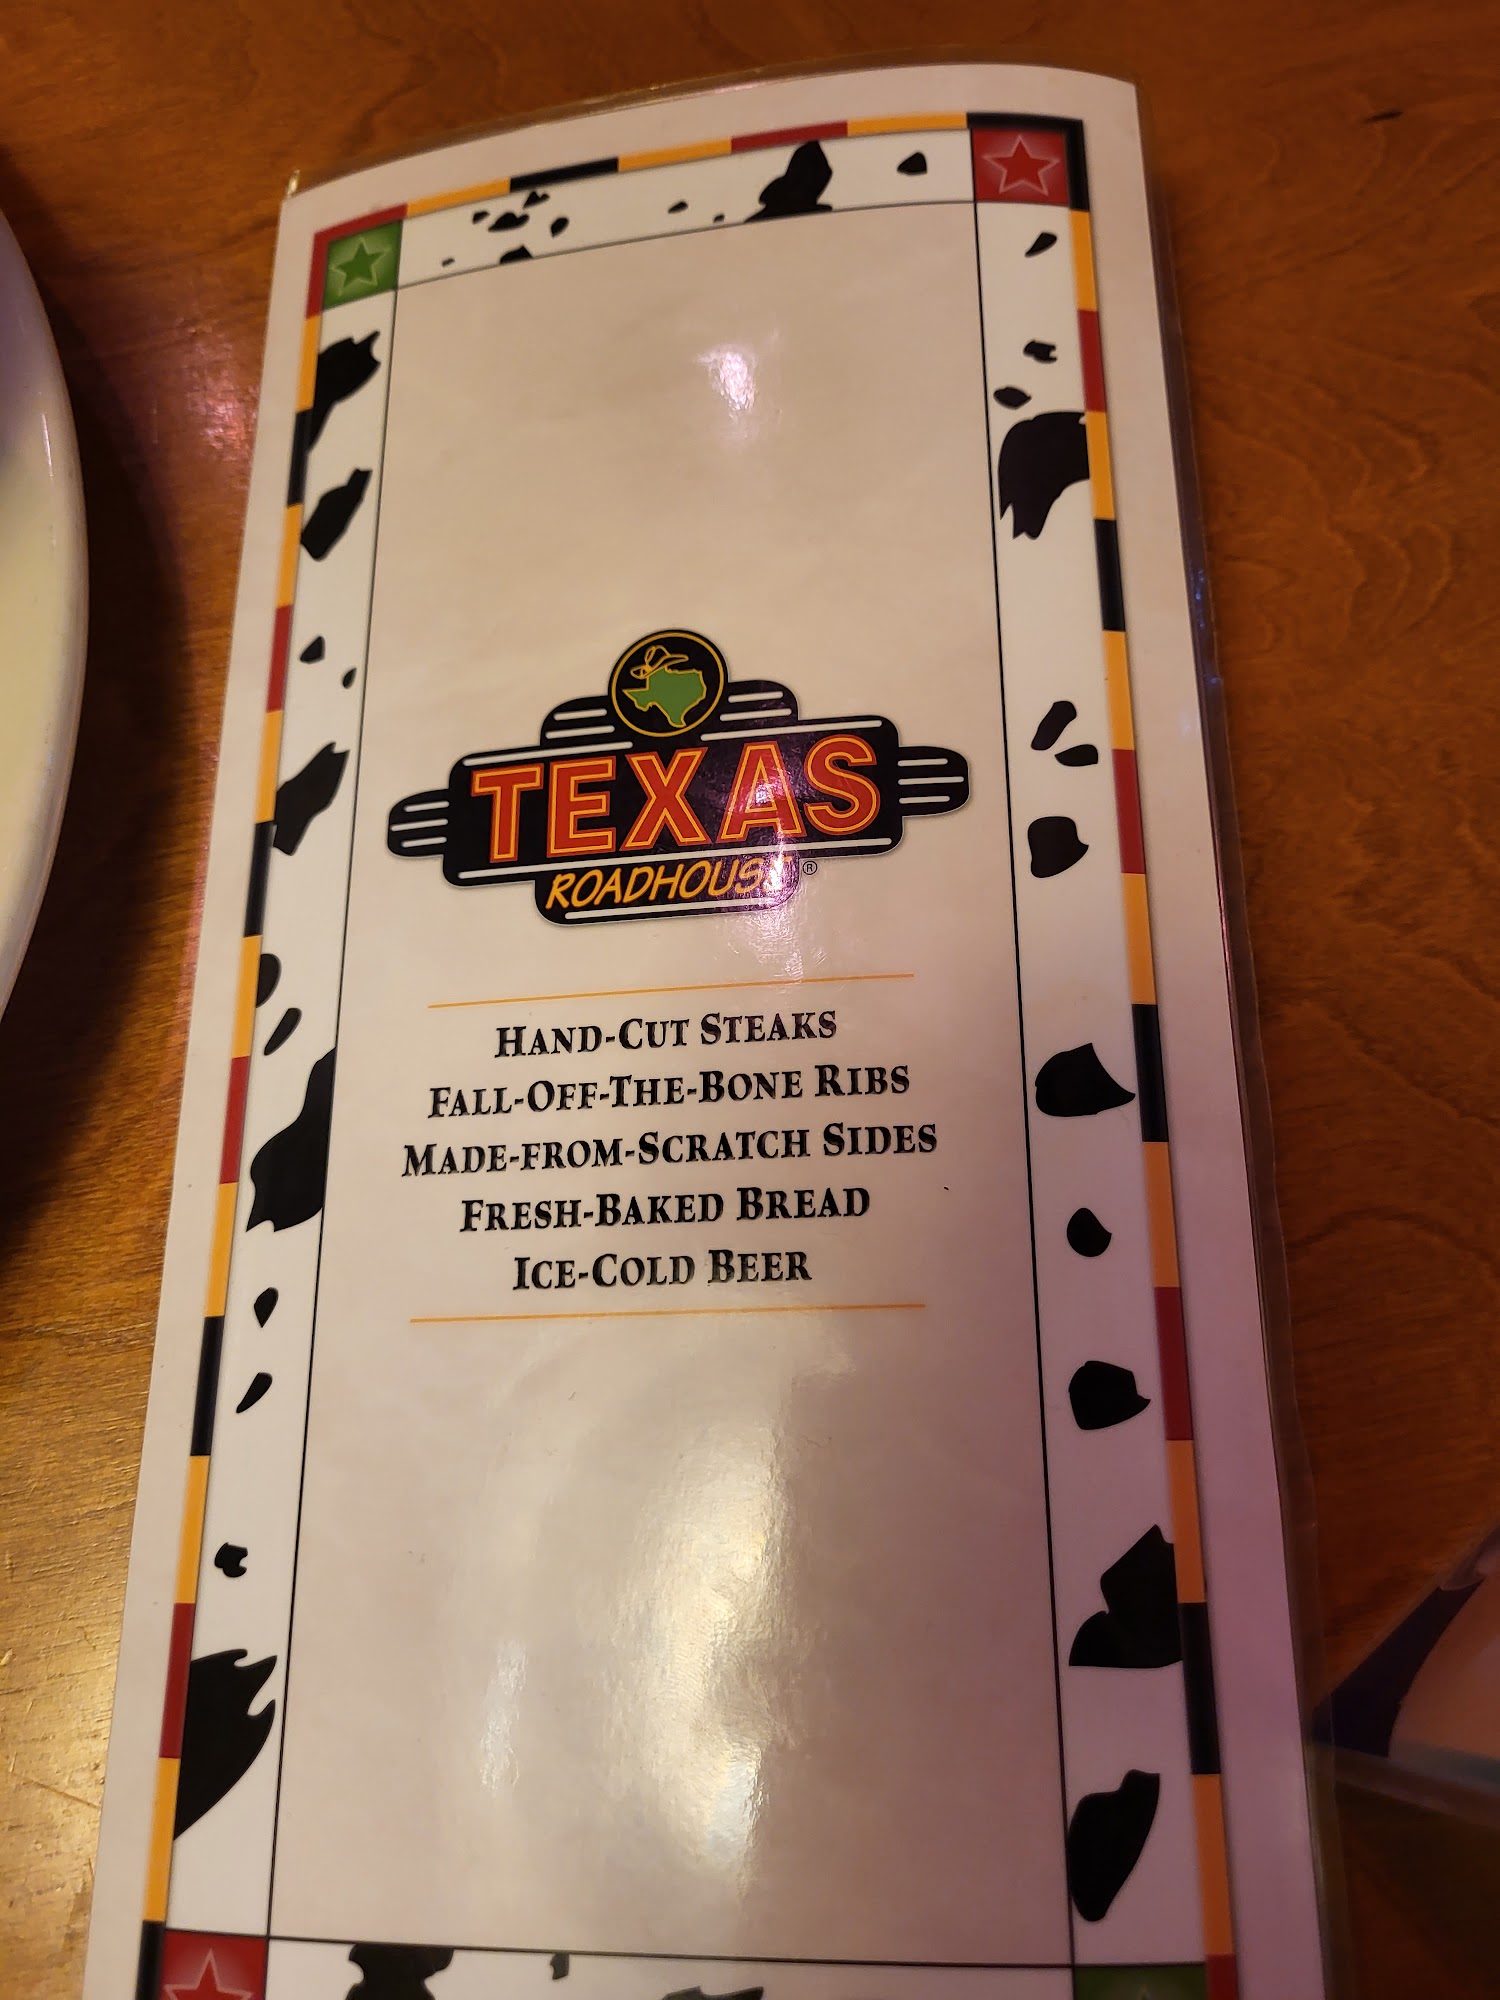 TEXAS
ROADHOUSE®
HAND-CUT STEAKS
FALL-OFF-THE-BONE RIBS
MADE-FROM-SCRATCH SIDES
FRESH-BAKED BREAD
ICE-COLD BEER